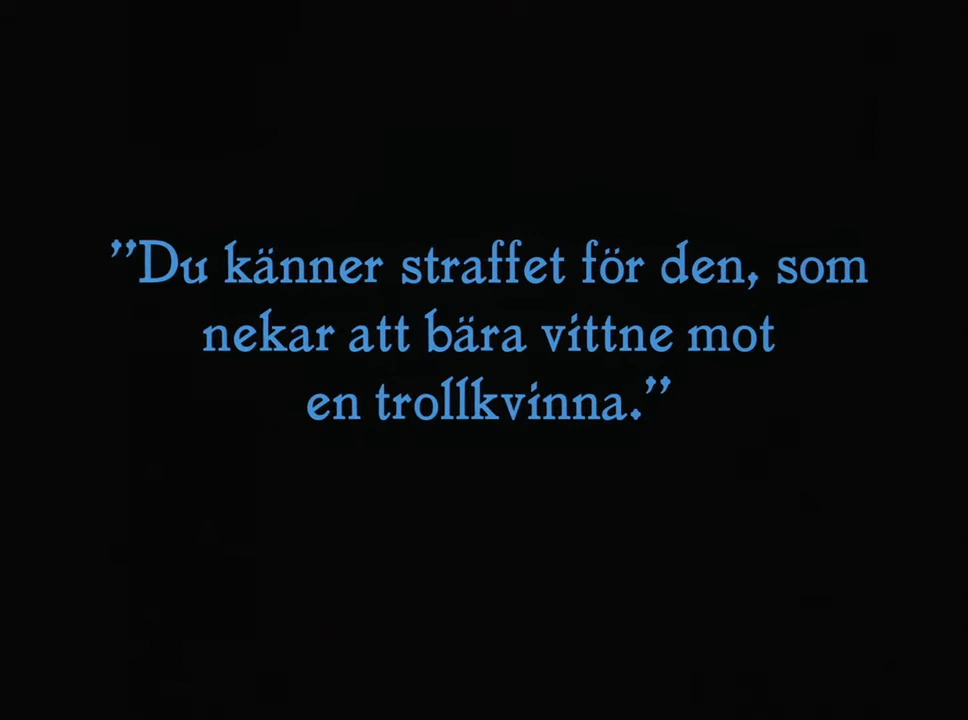 ”Du känner straffet för den, som
nekar att bära vittne mot
en trollkvinna.”